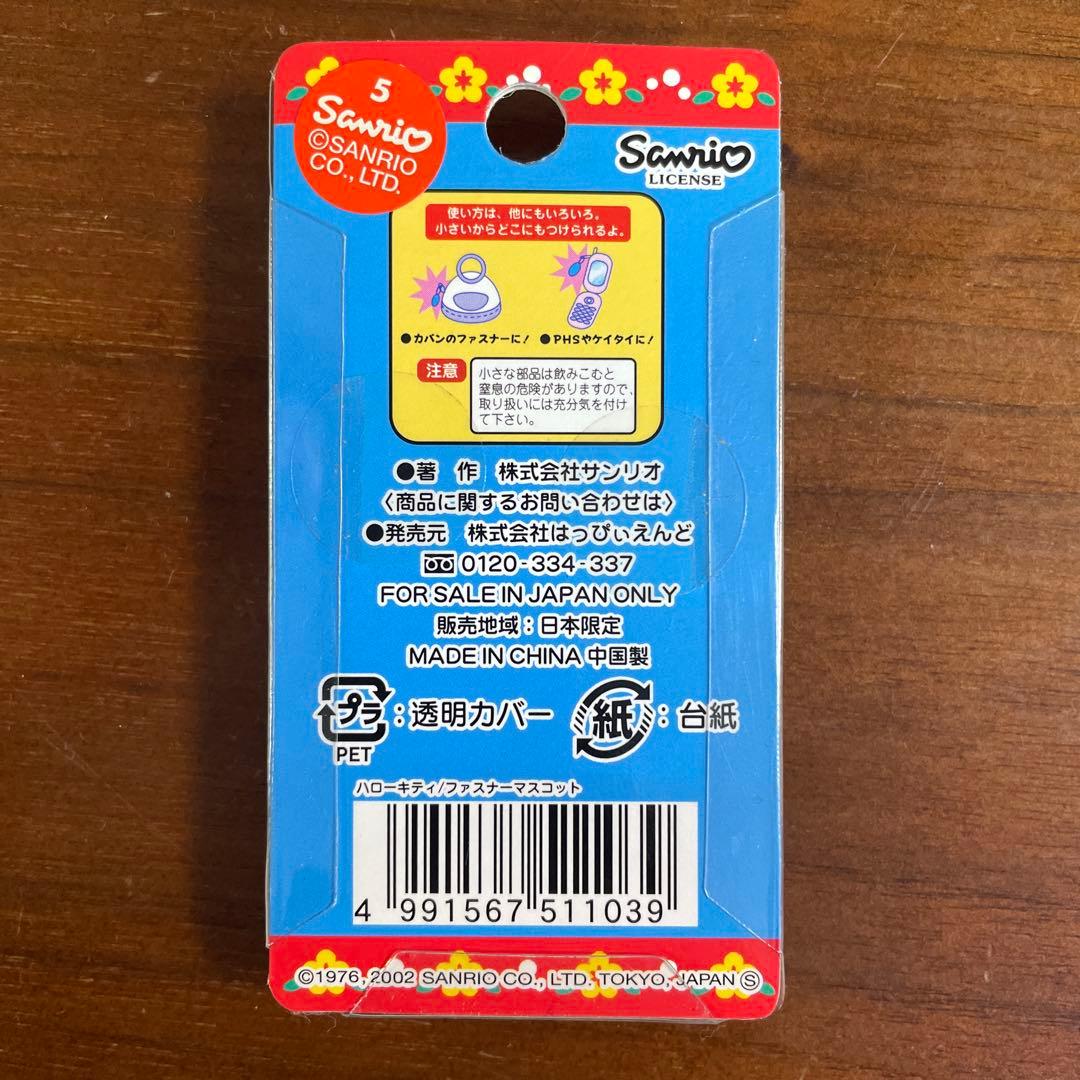 5
Sanrio
©SANRIO
CO., LTD.
Sanrio
LICENSE
使い方は、他にもいろいろ。
小さいからどこにもつけられるよ。
●カバンのファスナーに!
●PHSやケイタイに!
注意
小さな部品は飲みこむと
窒息の危険がありますので、
取り扱いには充分気を付け
て下さい。
●著 作 株式会社サンリオ
〈商品に関するお問い合わせは〉
●発売元 株式会社はっぴぃえんど
0120-334-337
FOR SALE IN JAPAN ONLY
販売地域:日本限定
MADE IN CHINA 中国製
プラ:透明カバー
PET
紙:台紙
ハローキティ/ファスナーマスコット
4 991567 511039
©1976, 2002 SANRIO CO., LTD. TOKYO, JAPAN Ⓢ